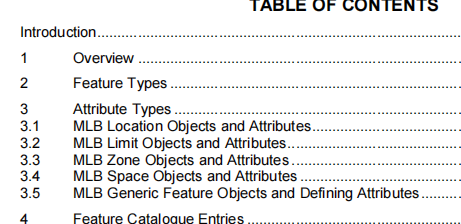 TABLE OF CONTENTS
Introduction
1 Overview
2 Feature Types
3 Attribute Types
3.1 MLB Location Objects and Attributes
3.2 MLB Limit Objects and Attributes
3.3 MLB Zone Objects and Attributes
3.4 MLB Space Objects and Attributes
3.5 MLB Generic Feature Objects and Defining Attributes
4 Feature Catalogue Entries